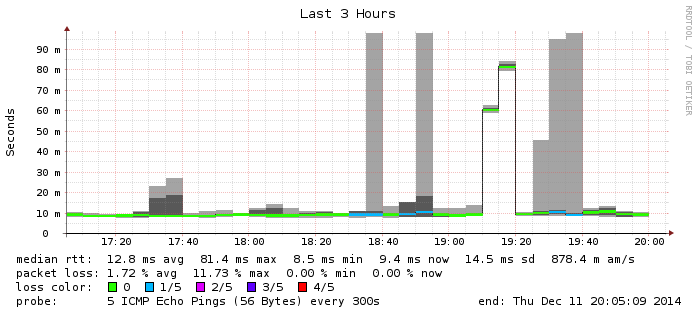 Last 3 Hours
RRDTOOL / TOBI OETIKER
Seconds
90 m
80 m
70 m
60 m
50 m
40 m
30 m
20 m
10 m
0
17:20 17:40 18:00 18:20 18:40 19:00 19:20 19:40 20:00
median rtt: 12.8 ms avg 81.4 ms max 8.5 ms min 9.4 ms now 14.5 ms sd 878.4 m am/s
packet loss: 1.72 % avg 11.73 % max 0.00 % min 0.00 % now
loss color: 0 1/5 2/5 3/5 4/5
probe: 5 ICMP Echo Pings (56 Bytes) every 300s end: Thu Dec 11 20:05:09 2014